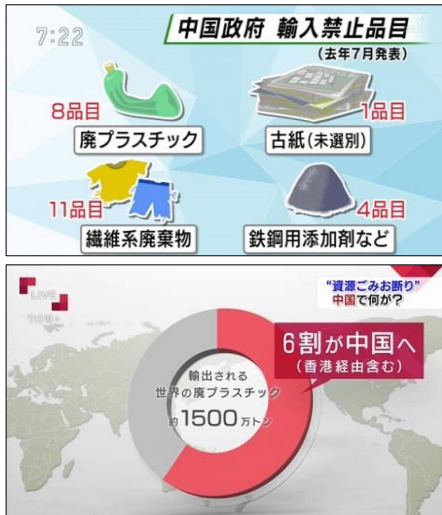 7:22
中国政府 輸入禁止品目
(去年7月発表)
8品目
廃プラスチック
1品目
古紙(未選別)
11品目
繊維系廃棄物
4品目
鉄鋼用添加剤など
LIVE
"資源ごみお断り"
中国で何が?
6割が中国へ
(香港経由含む)
輸出される
世界の廃プラスチック
約1500万トン